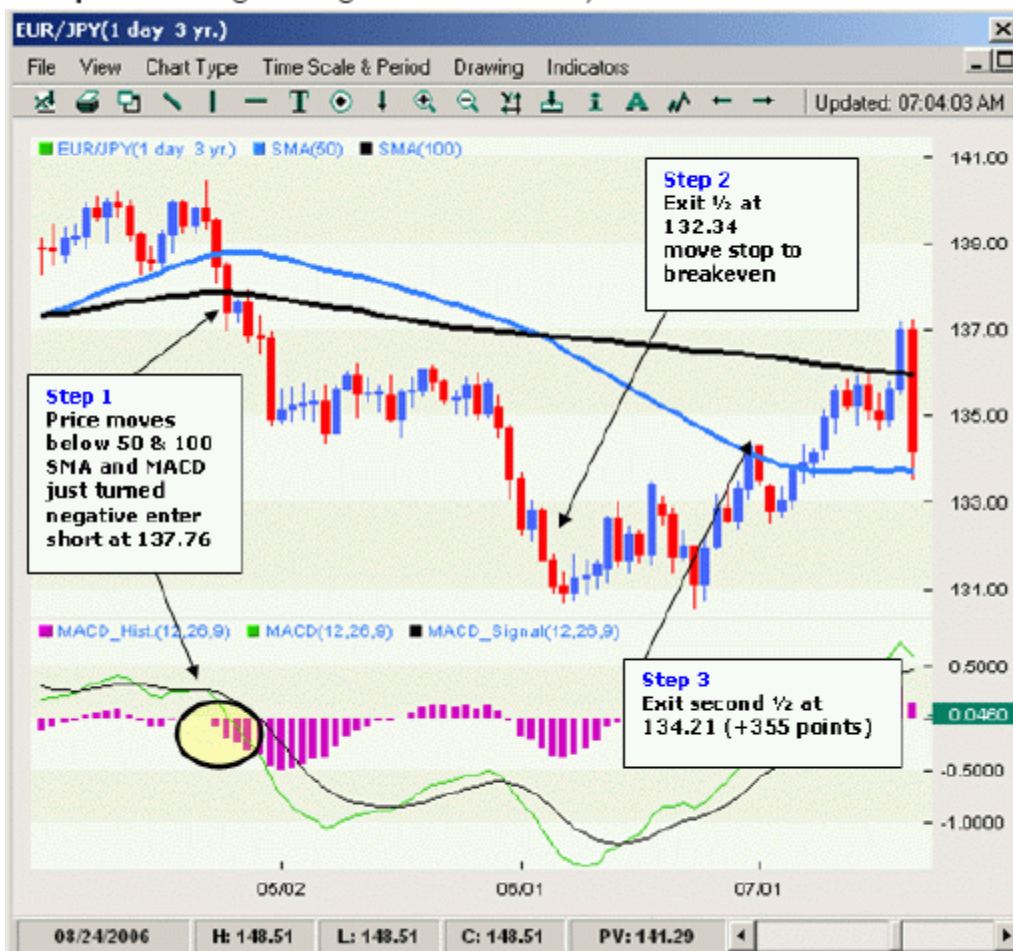 EUR/JPY(1 day 3 yr.)
File View Chart Type Time Scale & Period Drawing Indicators
T i A Updated: 07:04:03 AM
EUR/JPY(1 day 3 yr.) SMA(50) SMA(100)
141.00
139.00
137.00
135.00
133.00
131.00
Step 2
Exit ½ at
132.34
move stop to
breakeven
Step 1
Price moves
below 50 & 100
SMA and MACD
just turned
negative enter
short at 137.76
MACD_Hist.(12,26,9) MACD(12,26,9) MACD_Signal(12,26,9)
Step 3
Exit second ½ at
134.21 (+355 points)
0.5000
0.0460
-0.5000
-1.0000
05/02 06/01 07/01
08/24/2006 H: 148.51 L: 148.51 C: 148.51 PV: 141.29